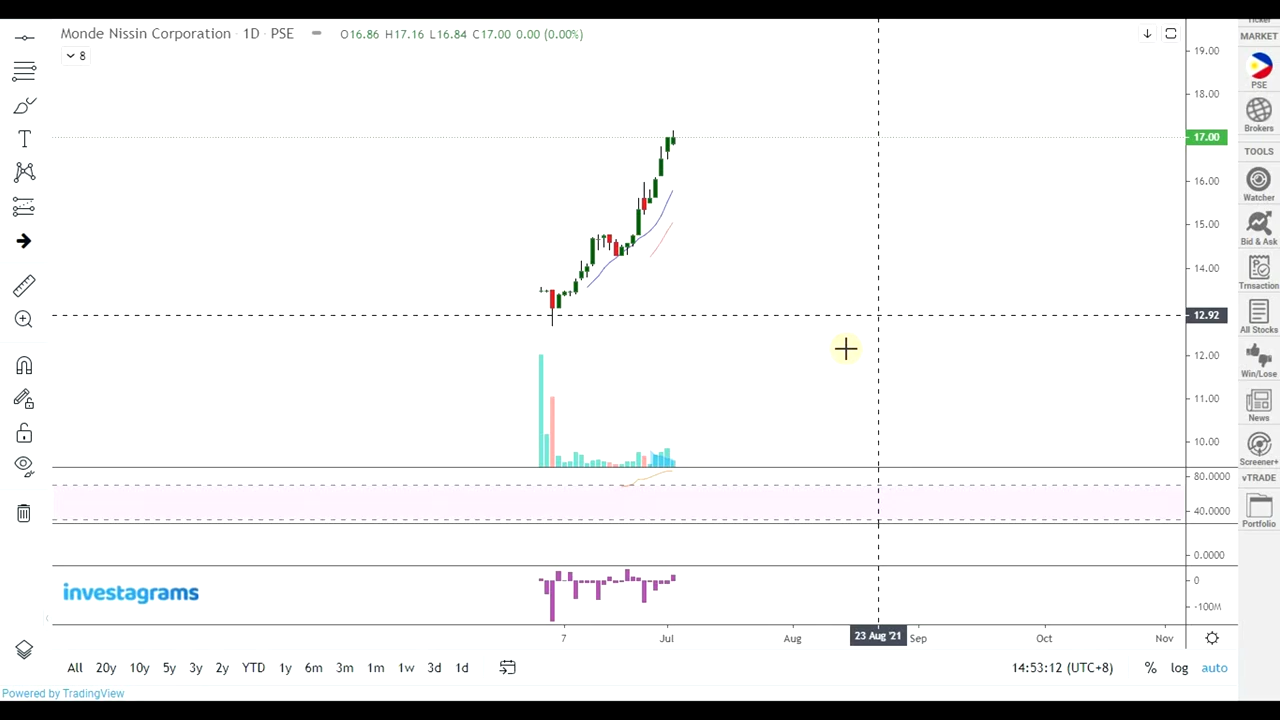 Ticker
Monde Nissin Corporation · 1D · PSE O16.86 H17.16 L16.84 C17.00 0.00 (0.00%)
8
MARKET
19.00
PSE
18.00
Brokers
17.00
TOOLS
16.00
Watcher
15.00
Bid & Ask
14.00
Trnsaction
12.92
All Stocks
12.00
Win/Lose
11.00
News
10.00
Screener+
80.0000
vTRADE
40.0000
Portfolio
0.0000
0
investagrams
-100M
7 Jul Aug 23 Aug '21 Sep Oct Nov
All 20y 10y 5y 3y 2y YTD 1y 6m 3m 1m 1w 3d 1d 14:53:12 (UTC+8) % log auto
Powered by TradingView